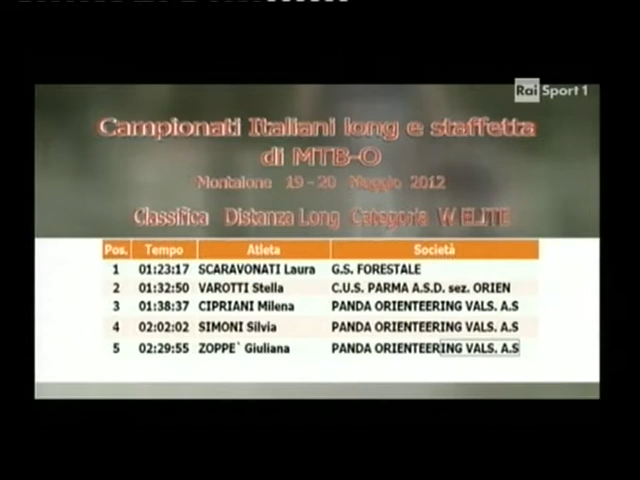 Rai Sport 1
Campionati Italiani long e staffetta
di MTB-O
Montalone 19-20 Maggio 2012
Classifica Distanza Long Categoria W ELITE
Pos. Tempo Atleta Società
1 01:23:17 SCARAVONATI Laura G.S. FORESTALE
2 01:32:50 VAROTTI Stella C.U.S. PARMA A.S.D. sez. ORIEN
3 01:38:37 CIPRIANI Milena PANDA ORIENTEERING VALS. A.S
4 02:02:02 SIMONI Silvia PANDA ORIENTEERING VALS. A.S
5 02:29:55 ZOPPE` Giuliana PANDA ORIENTEERING VALS. A.S